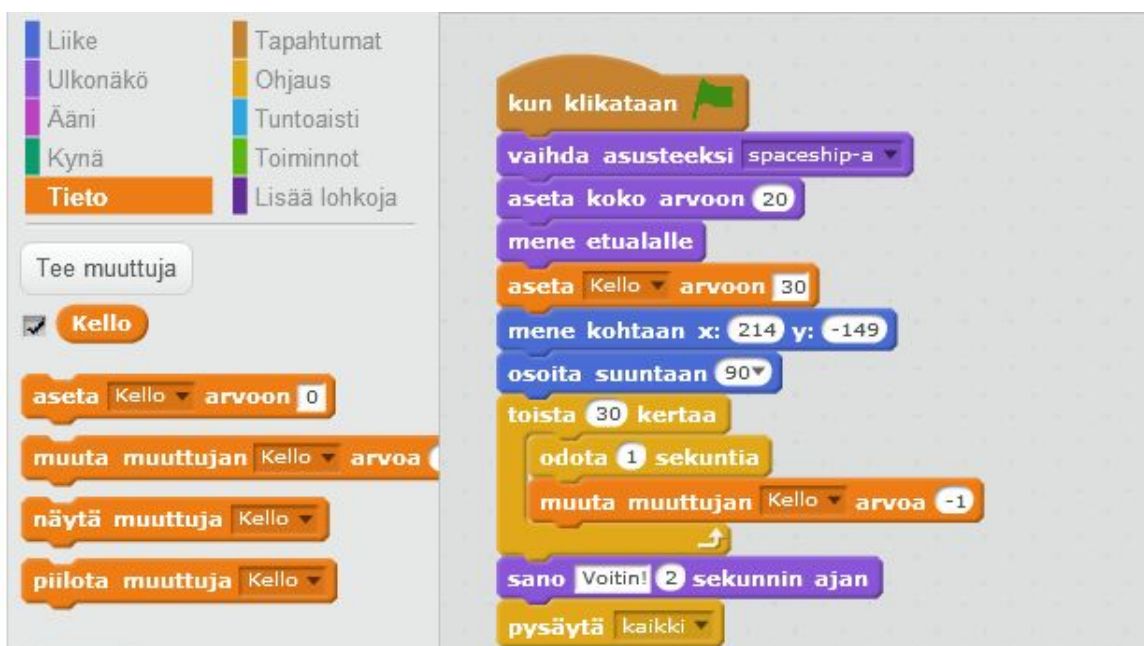 Liike
Ulkonäkö
Ääni
Kynä
Tieto
Tapahtumat
Ohjaus
Tuntoaisti
Toiminnot
Lisää lohkoja
Tee muuttuja
Kello
aseta Kello arvoon 0
muuta muuttujan Kello arvoa
näytä muuttuja Kello
piilota muuttuja Kello
kun klikataan
vaihda asusteeksi spaceship-a
aseta koko arvoon 20
mene etualalle
aseta Kello arvoon 30
mene kohtaan x: 214 y: -149
osoita suuntaan 90
toista 30 kertaa
odota 1 sekuntia
muuta muuttujan Kello arvoa -1
sano Voitin! 2 sekunnin ajan
pysäytä kaikki